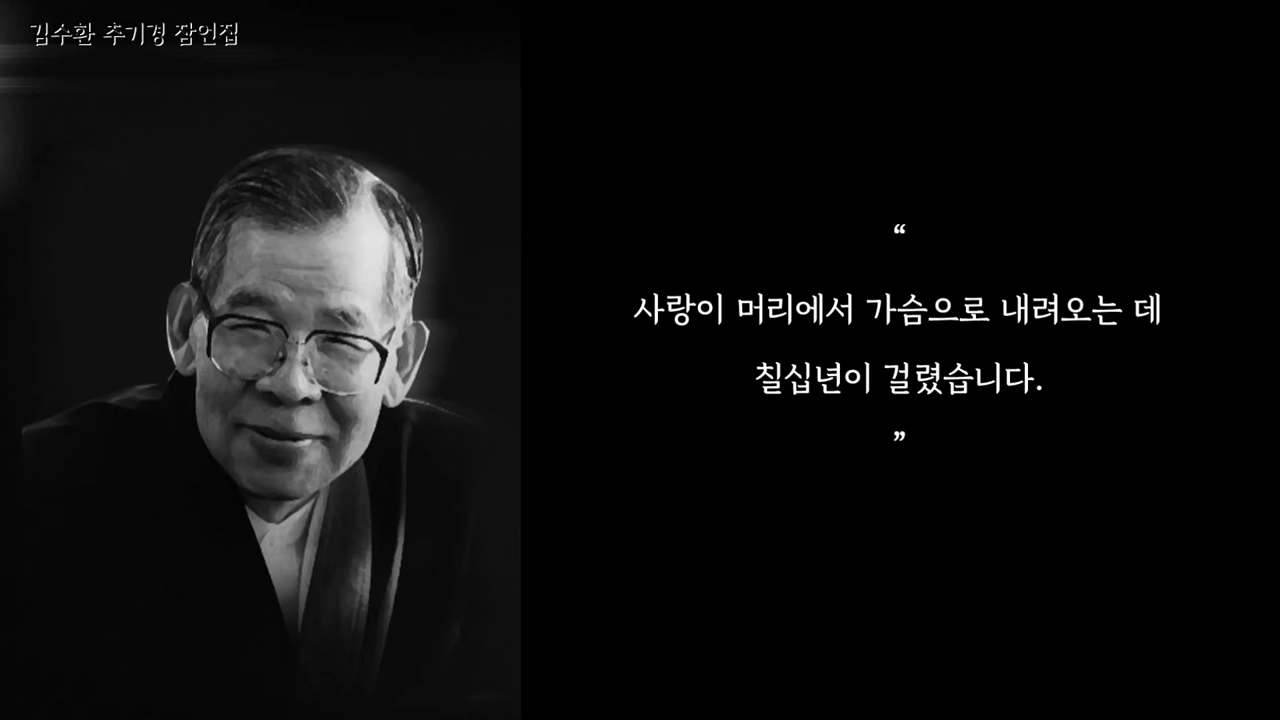 김수환 추기경 잠언집
“
사랑이 머리에서 가슴으로 내려오는 데
칠십년이 걸렸습니다.
”